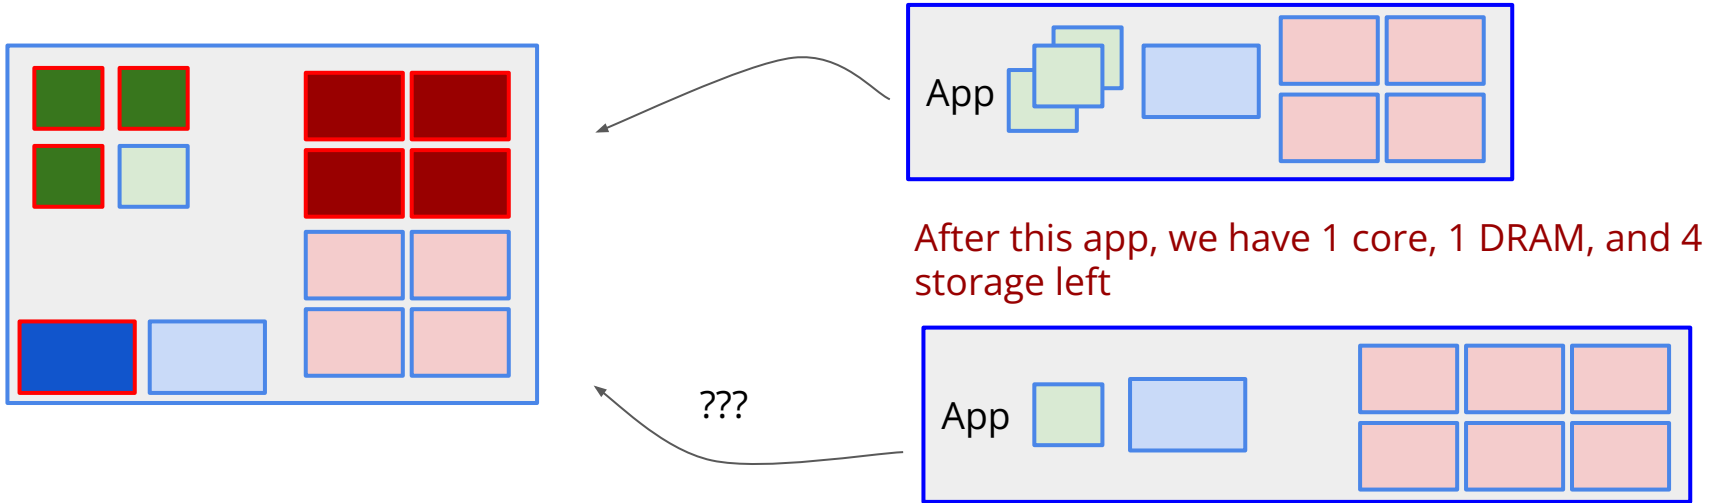 App
After this app, we have 1 core, 1 DRAM, and 4
storage left
???
App